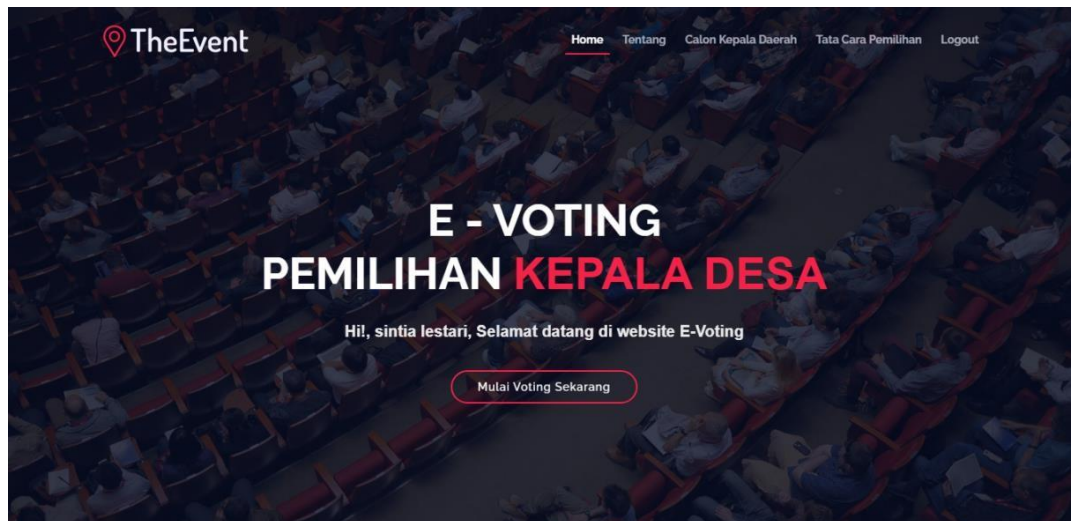 TheEvent
Home Tentang Calon Kepala Daerah Tata Cara Pemilihan Logout
E - VOTING
PEMILIHAN KEPALA DESA
Hi!, sintia lestari, Selamat datang di website E-Voting
Mulai Voting Sekarang